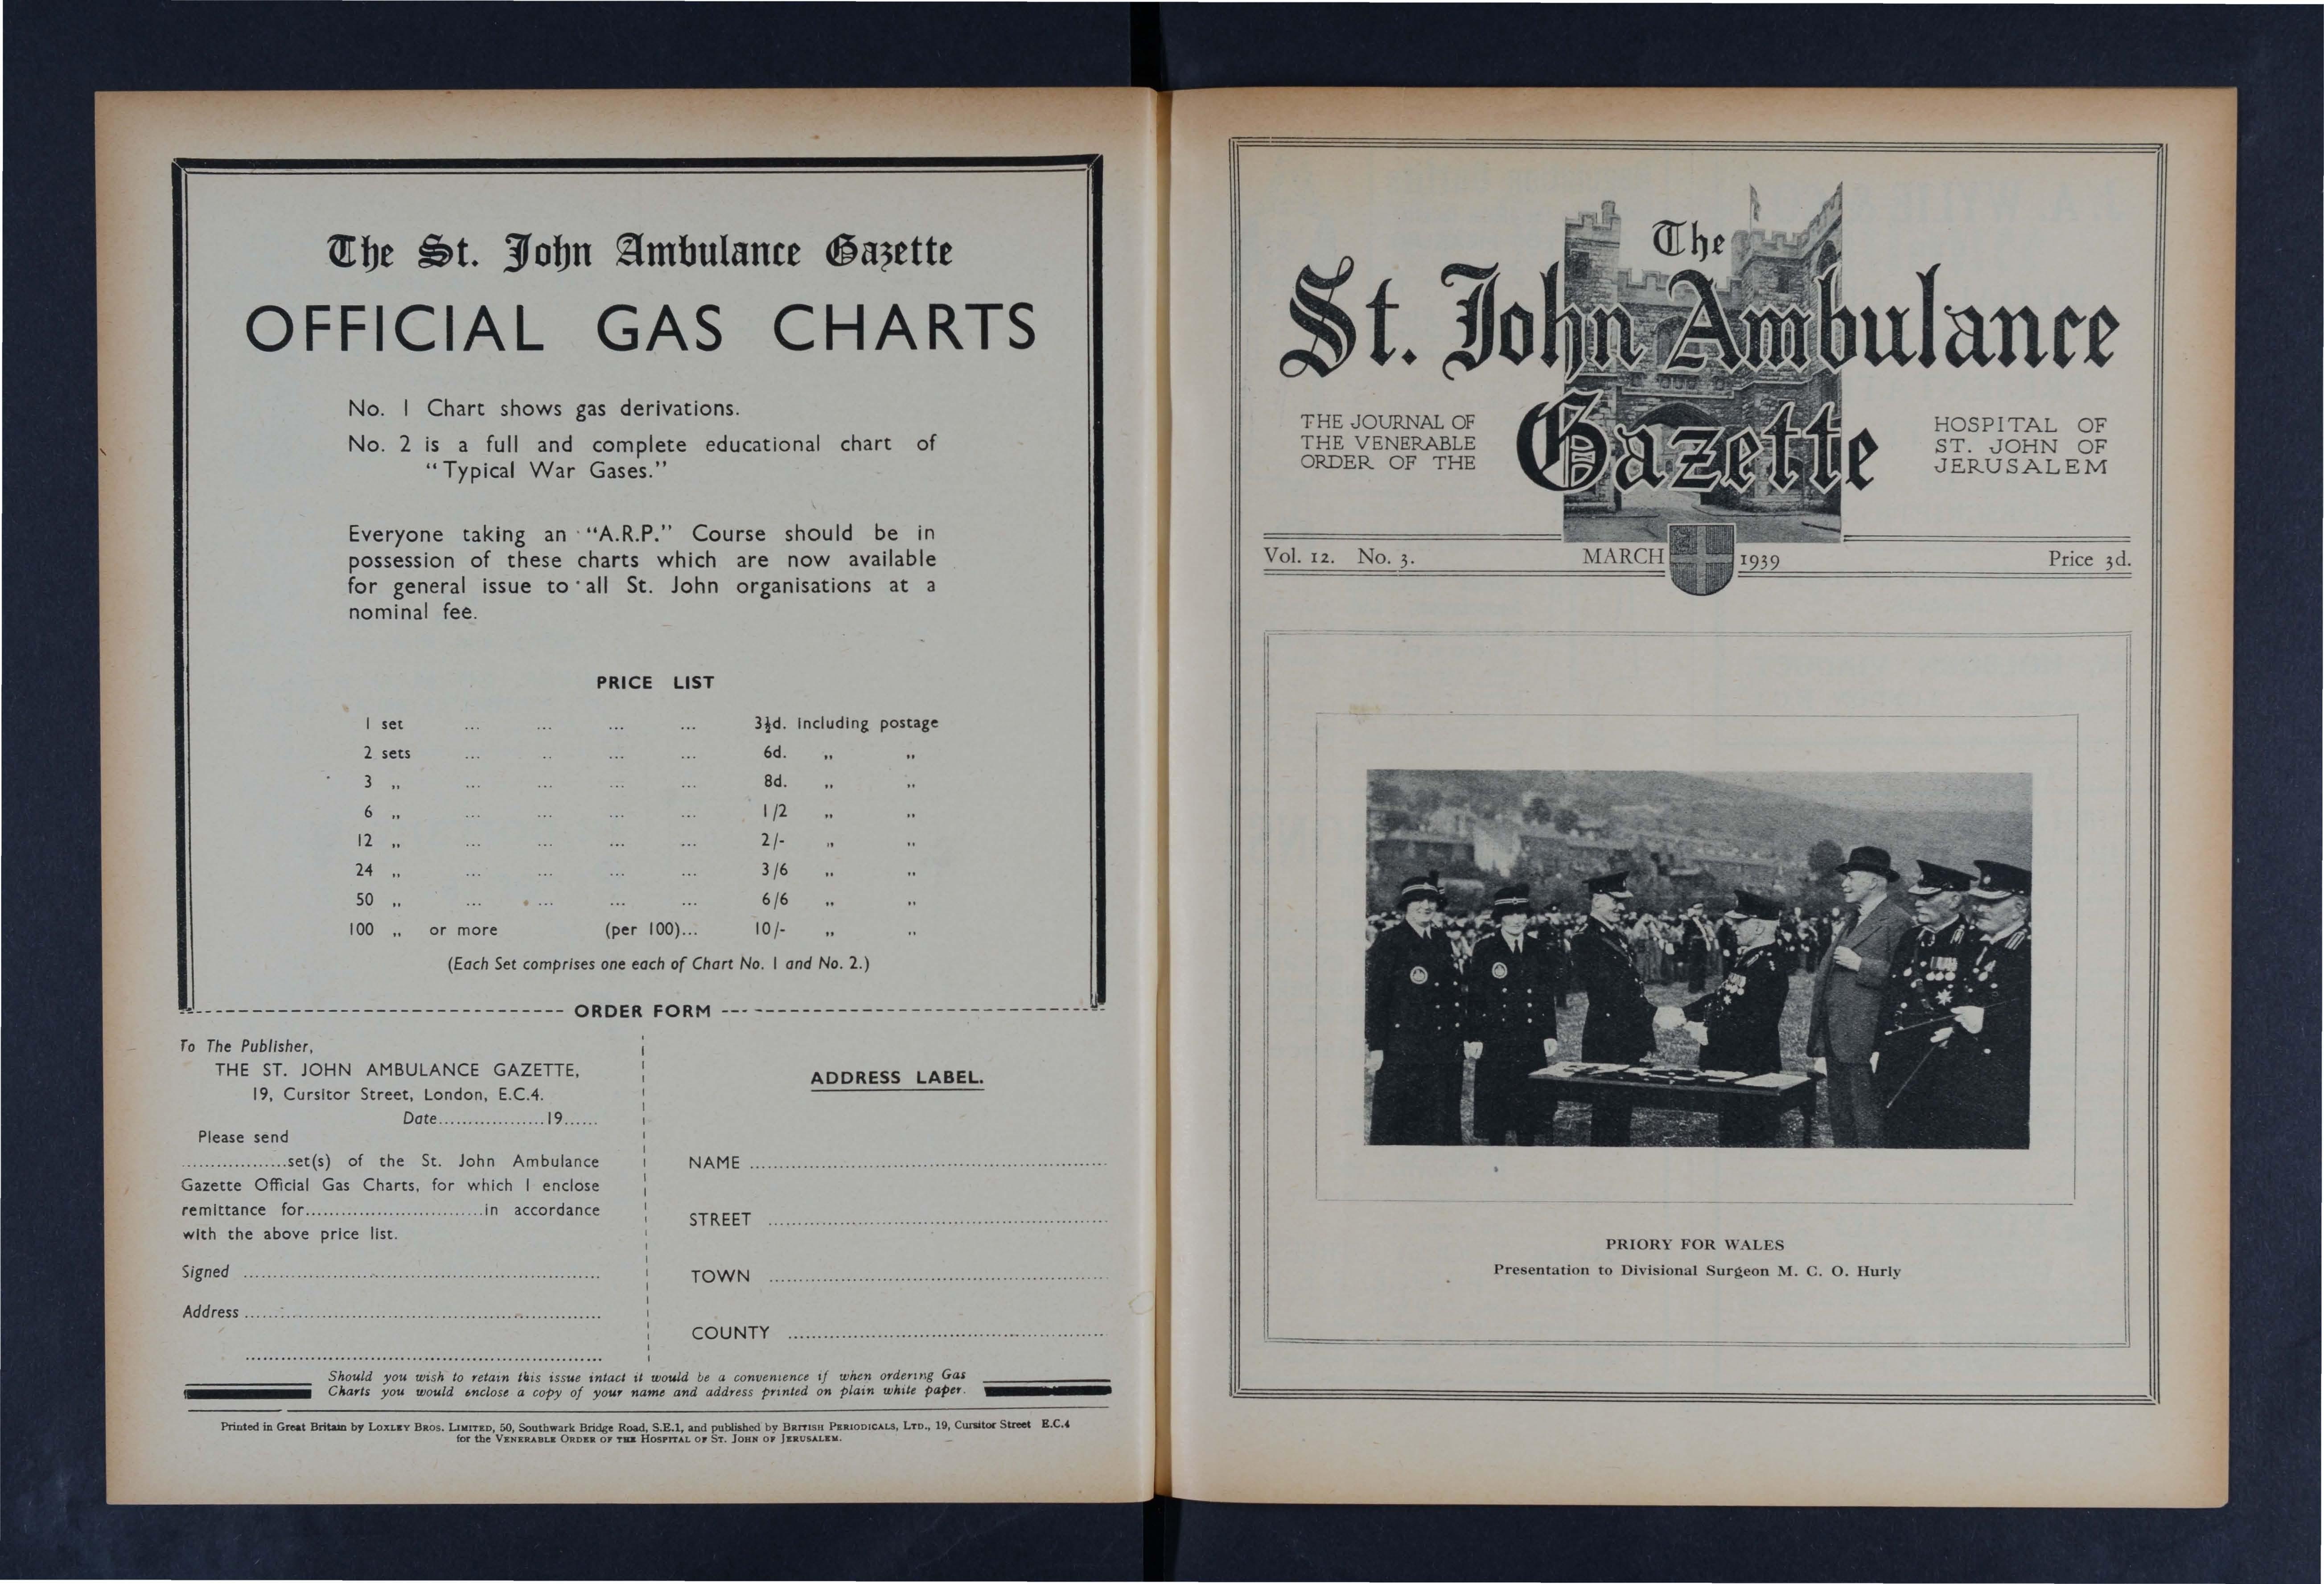 The St. John Ambulance Gazette
OFFICIAL GAS CHARTS
No. 1 Chart shows gas derivations.
No. 2 is a full and complete educational chart of
"Typical War Gases."
Everyone taking an "A.R.P." Course should be in
possession of these charts which are now available
for general issue to all St. John organisations at a
nominal fee.
PRICE LIST
1 set ... ... ... ... 3½d. Including postage
2 sets ... .. ... ... 6d. ,, ,,
3 ,, ... ... ... ... 8d. ,, ,,
6 ,, ... ... ... ... 1/2 ,, ,,
12 ,, ... ... ... ... 2/- ,, ,,
24 ,, ... ... ... ... 3/6 ,, ,,
50 ,, ... ... ... ... 6/6 ,, ,,
100 ,, or more (per 100)... 10/- ,, ,,
(Each Set comprises one each of Chart No. 1 and No. 2.)
ORDER FORM
To The Publisher,
THE ST. JOHN AMBULANCE GAZETTE,
19, Cursitor Street, London, E.C.4.
Date...................19......
Please send
..................set(s) of the St. John Ambulance
Gazette Official Gas Charts, for which I enclose
remittance for..............................in accordance
with the above price list.
Signed ..............................
Address ..............................
ADDRESS LABEL.
NAME ..............................
STREET ..............................
TOWN ..............................
COUNTY ..............................
Should you wish to retain this issue intact it would be a convenience if when ordering Gas
Charts you would enclose a copy of your name and address printed on plain white paper.
Printed in Great Britain by LOXLEY BROS. LIMITED, 50, Southwark Bridge Road, S.E.1, and published by BRITISH PERIODICALS, LTD., 19, Cursitor Street E.C.4
for the VENERABLE ORDER OF THE HOSPITAL OF ST. JOHN OF JERUSALEM.
The
St. John Ambulance
Gazette
THE JOURNAL OF
THE VENERABLE
ORDER OF THE
HOSPITAL OF
ST. JOHN OF
JERUSALEM
Vol. 12. No. 3. MARCH 1939 Price 3d.
PRIORY FOR WALES
Presentation to Divisional Surgeon M. C. O. Hurly